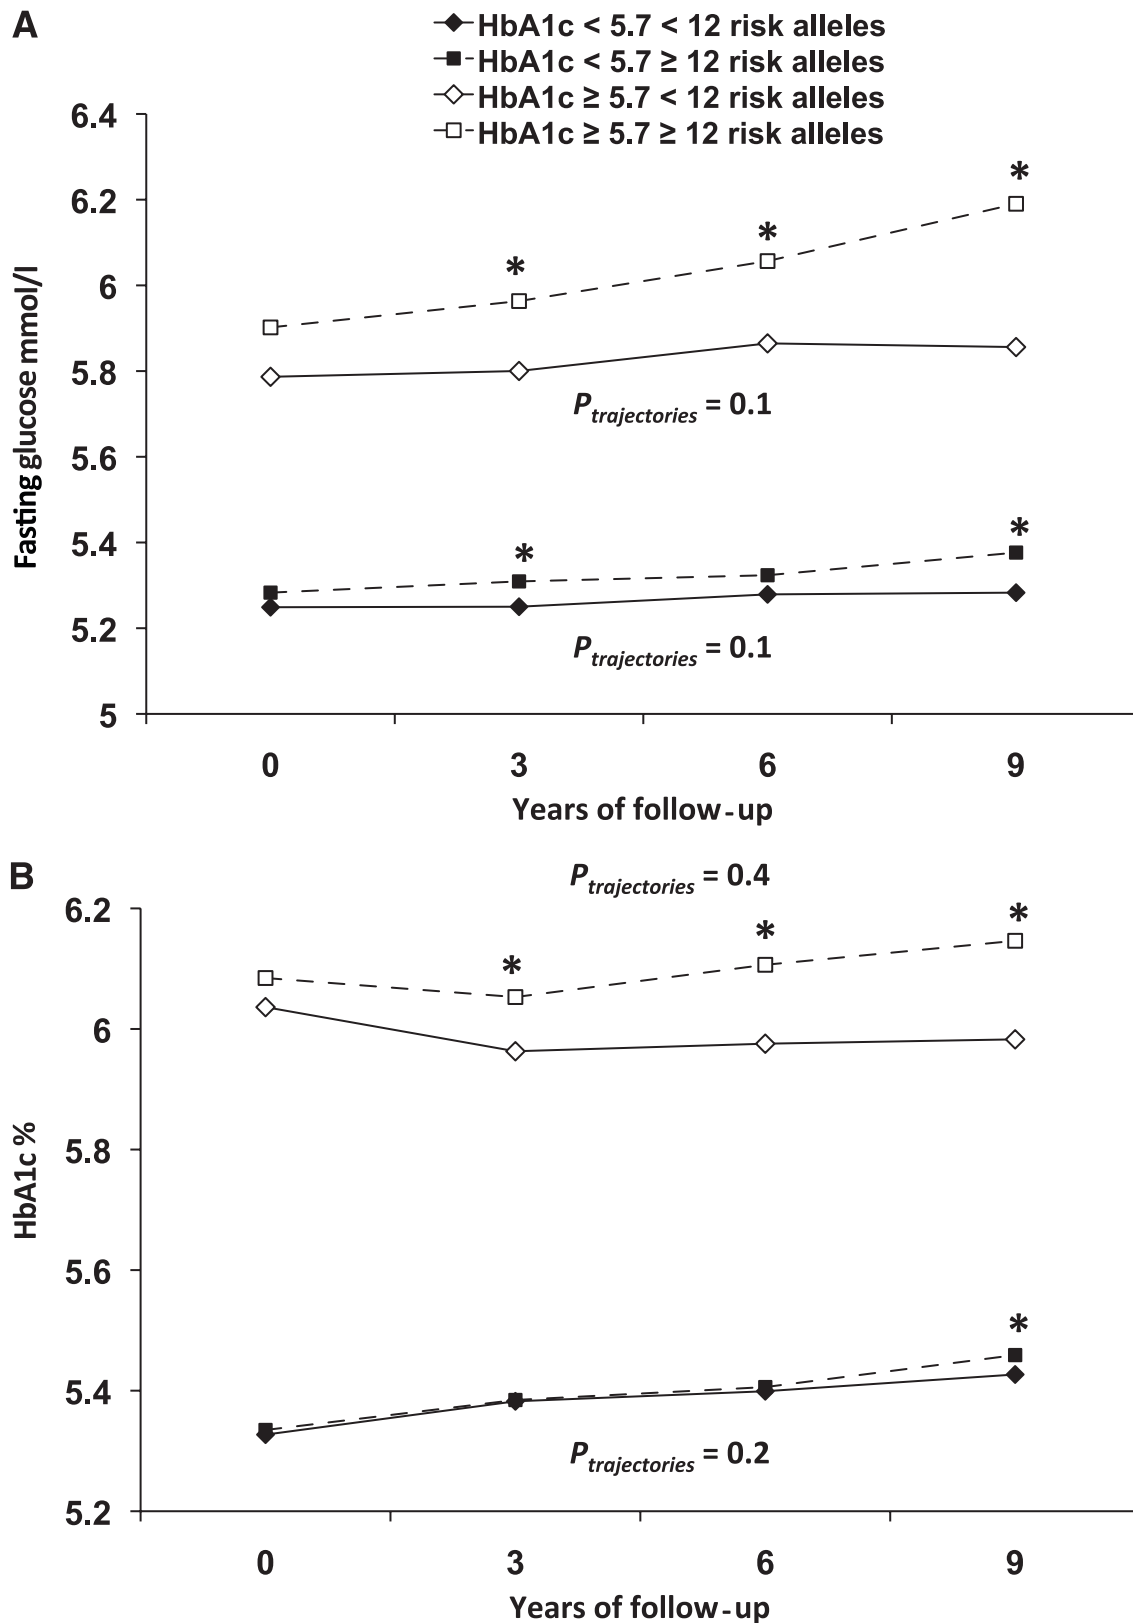 A
HbA1c < 5.7 < 12 risk alleles
HbA1c < 5.7 ≥ 12 risk alleles
HbA1c ≥ 5.7 < 12 risk alleles
HbA1c ≥ 5.7 ≥ 12 risk alleles
6.4
6.2
*
*
*
6
5.8
P trajectories = 0.1
5.6
5.4
*
*
5.2
P trajectories = 0.1
5
Fasting glucose mmol/l
0 3 6 9
Years of follow-up
B
P trajectories = 0.4
6.2
*
*
*
6
5.8
HbA1c %
5.6
*
5.4
P trajectories = 0.2
5.2
0 3 6 9
Years of follow-up